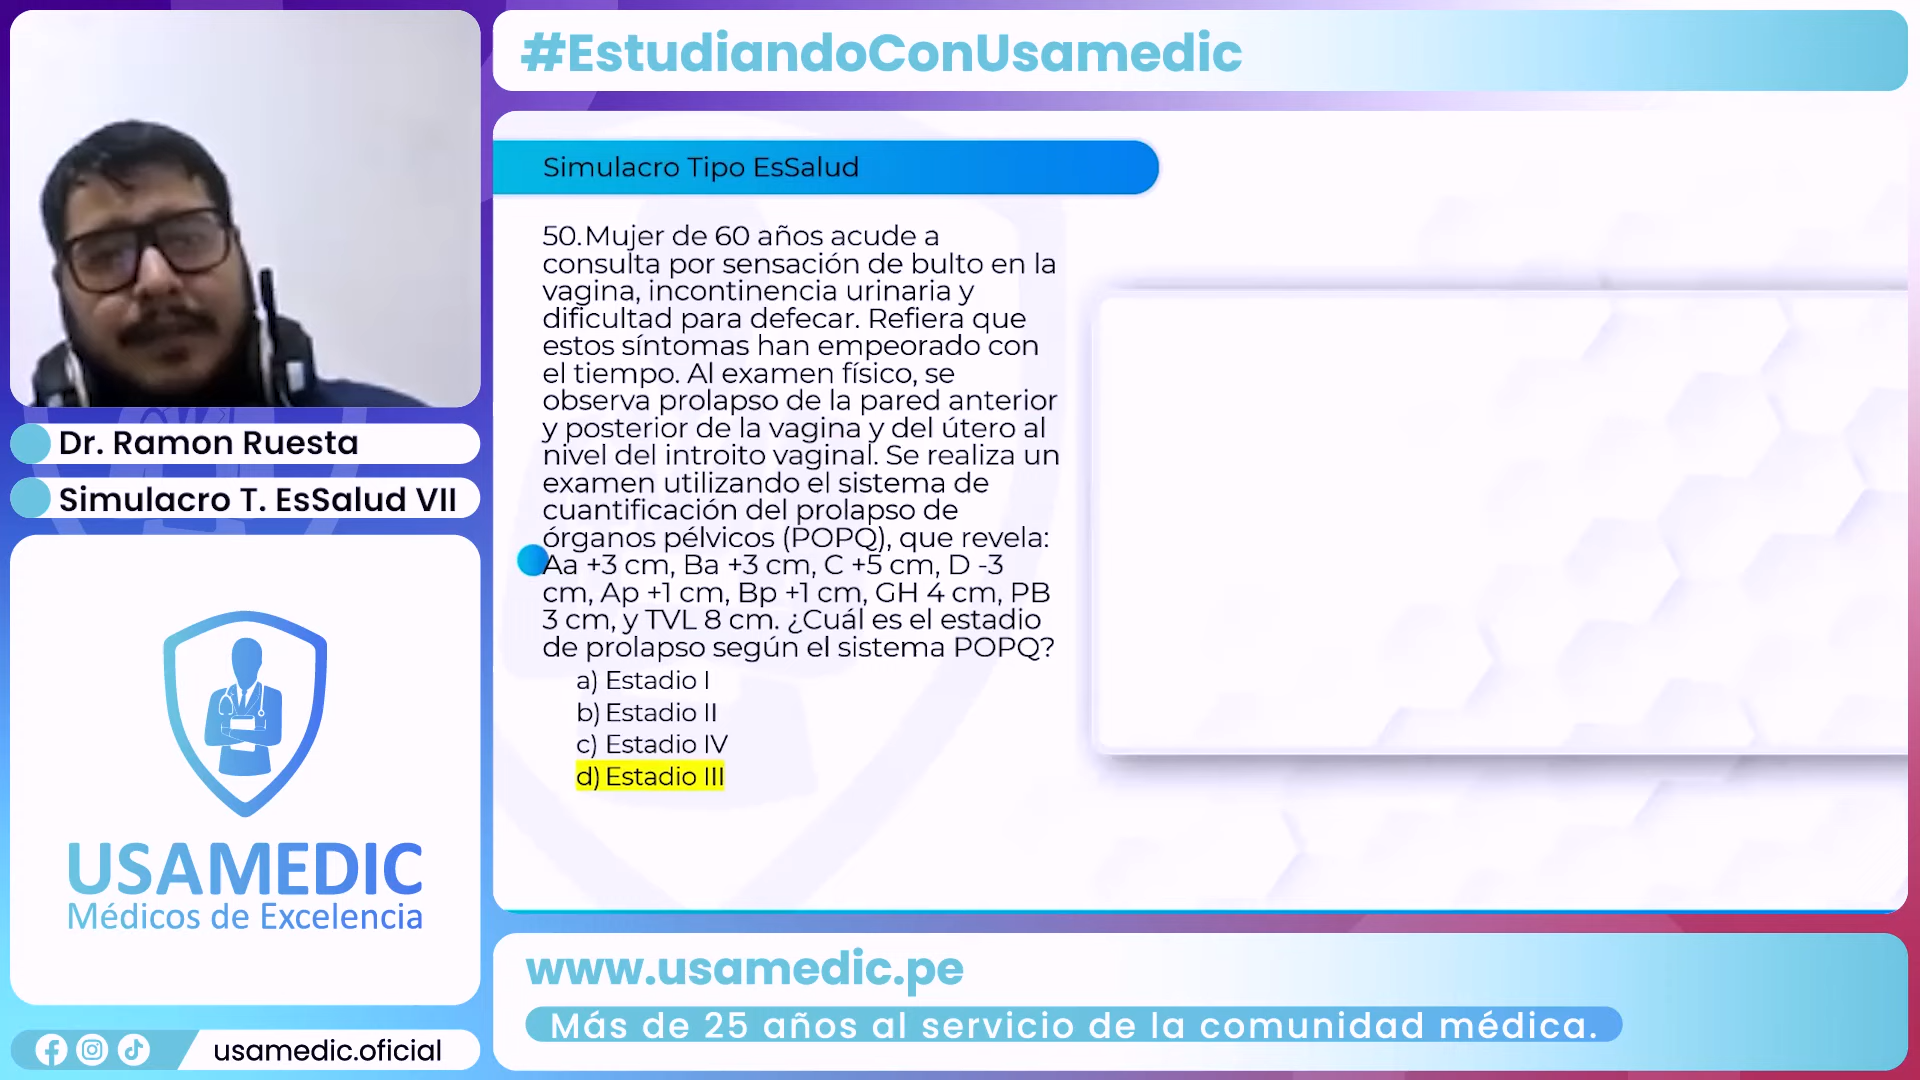 #EstudiandoConUsamedic
Simulacro Tipo EsSalud
50.Mujer de 60 años acude a
consulta por sensación de bulto en la
vagina, incontinencia urinaria y
dificultad para defecar. Refiera que
estos síntomas han empeorado con
el tiempo. Al examen físico, se
observa prolapso de la pared anterior
y posterior de la vagina y del útero al
nivel del introito vaginal. Se realiza un
examen utilizando el sistema de
cuantificación del prolapso de
órganos pélvicos (POPQ), que revela:
Aa +3 cm, Ba +3 cm, C +5 cm, D -3
cm, Ap +1 cm, Bp +1 cm, GH 4 cm, PB
3 cm, y TVL 8 cm. ¿Cuál es el estadio
de prolapso según el sistema POPQ?
a) Estadio I
b) Estadio II
c) Estadio IV
d) Estadio III
Dr. Ramon Ruesta
Simulacro T. EsSalud VII
USAMEDIC
Médicos de Excelencia
usamedic.oficial
www.usamedic.pe
Más de 25 años al servicio de la comunidad médica.